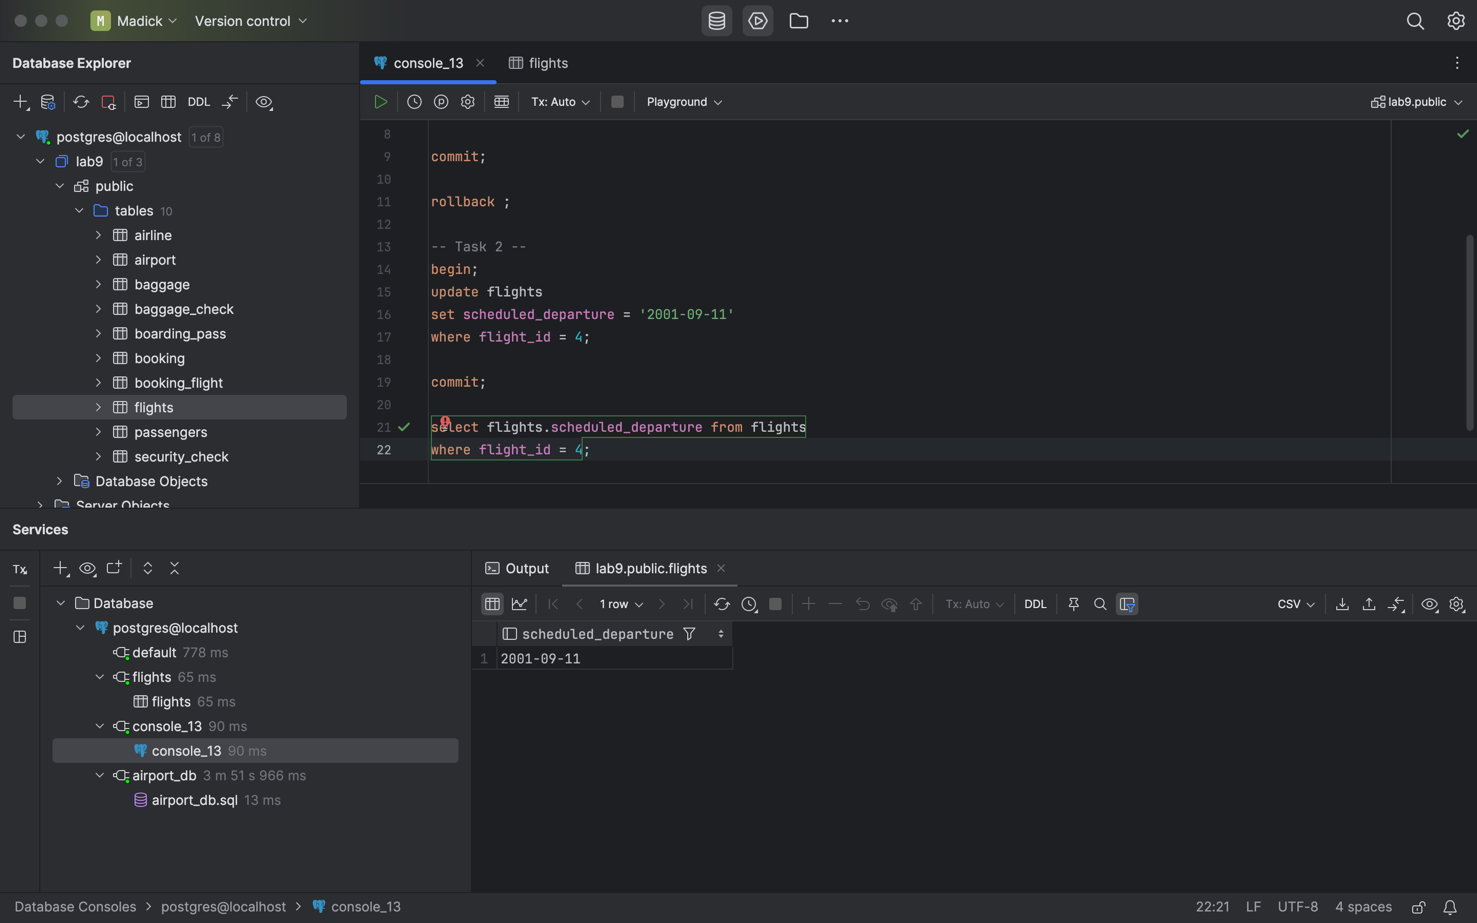 M Madick Version control
Database Explorer
console_13 flights
DDL
Tx: Auto Playground lab9.public
postgres@localhost 1 of 8
lab9 1 of 3
public
tables 10
airline
airport
baggage
baggage_check
boarding_pass
booking
booking_flight
flights
passengers
security_check
Database Objects
Server Objects
8
9 commit;
10
11 rollback ;
12
13 -- Task 2 --
14 begin;
15 update flights
16 set scheduled_departure = '2001-09-11'
17 where flight_id = 4;
18
19 commit;
20
21 select flights.scheduled_departure from flights
22 where flight_id = 4;
Services
Tx
Database
postgres@localhost
default 778 ms
flights 65 ms
flights 65 ms
console_13 90 ms
console_13 90 ms
airport_db 3 m 51 s 966 ms
airport_db.sql 13 ms
Output lab9.public.flights
1 row Tx: Auto DDL CSV
scheduled_departure
1 2001-09-11
Database Consoles > postgres@localhost > console_13
22:21 LF UTF-8 4 spaces